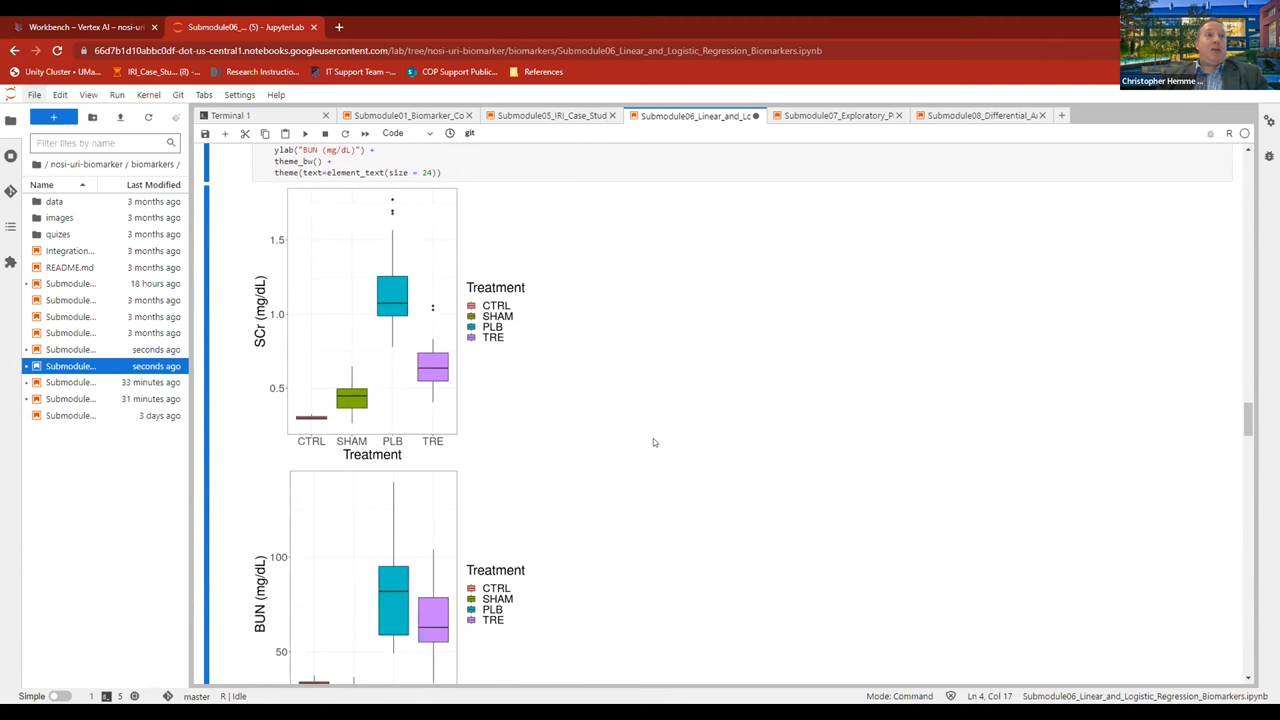 Workbench – Vertex AI – nosi-uri
Submodule06_... (5) - JupyterLab
66d7b1d10abbc0df-dot-us-central1.notebooks.googleusercontent.com/lab/tree/nosi-uri-biomarker/biomarkers/Submodule06_Linear_and_Logistic_Regression_Biomarkers.ipynb
Unity Cluster • UMa...
IRI_Case_Stu... (8) -...
Research Instructio...
IT Support Team –...
COP Support Public...
References
Christopher Hemme
File Edit View Run Kernel Git Tabs Settings Help
Terminal 1
Submodule01_Biomarker_Co
Submodule05_IRI_Case_Stud
Submodule06_Linear_and_Lo
Submodule07_Exploratory_P
Submodule08_Differential_A
Code
git
R
Filter files by name
/ nosi-uri-biomarker / biomarkers /
Name Last Modified
data 3 months ago
images 3 months ago
quizes 3 months ago
Integration... 3 months ago
README.md 3 months ago
Submodule... 18 hours ago
Submodule... 3 months ago
Submodule... 3 months ago
Submodule... 3 months ago
Submodule... seconds ago
Submodule... seconds ago
Submodule... 33 minutes ago
Submodule... 31 minutes ago
Submodule... 3 days ago
ylab("BUN (mg/dL)") +
theme_bw() +
theme(text=element_text(size = 24))
SCr (mg/dL)
1.5
1.0
0.5
CTRL SHAM PLB TRE
Treatment
Treatment
CTRL
SHAM
PLB
TRE
BUN (mg/dL)
100
50
Treatment
CTRL
SHAM
PLB
TRE
Simple 1 5 master R | Idle
Mode: Command Ln 4, Col 17 Submodule06_Linear_and_Logistic_Regression_Biomarkers.ipynb